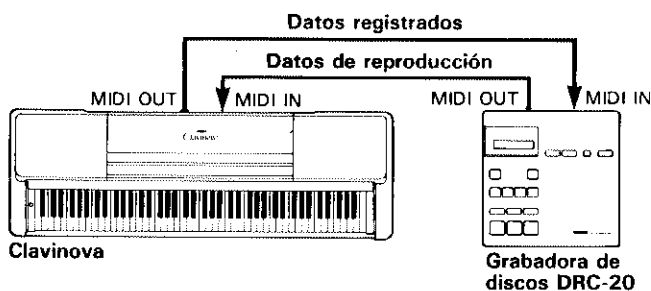 Datos registrados
Datos de reproducción
MIDI OUT
MIDI IN
MIDI OUT
MIDI IN
Clavinova
Clavinova
Grabadora de
discos DRC-20